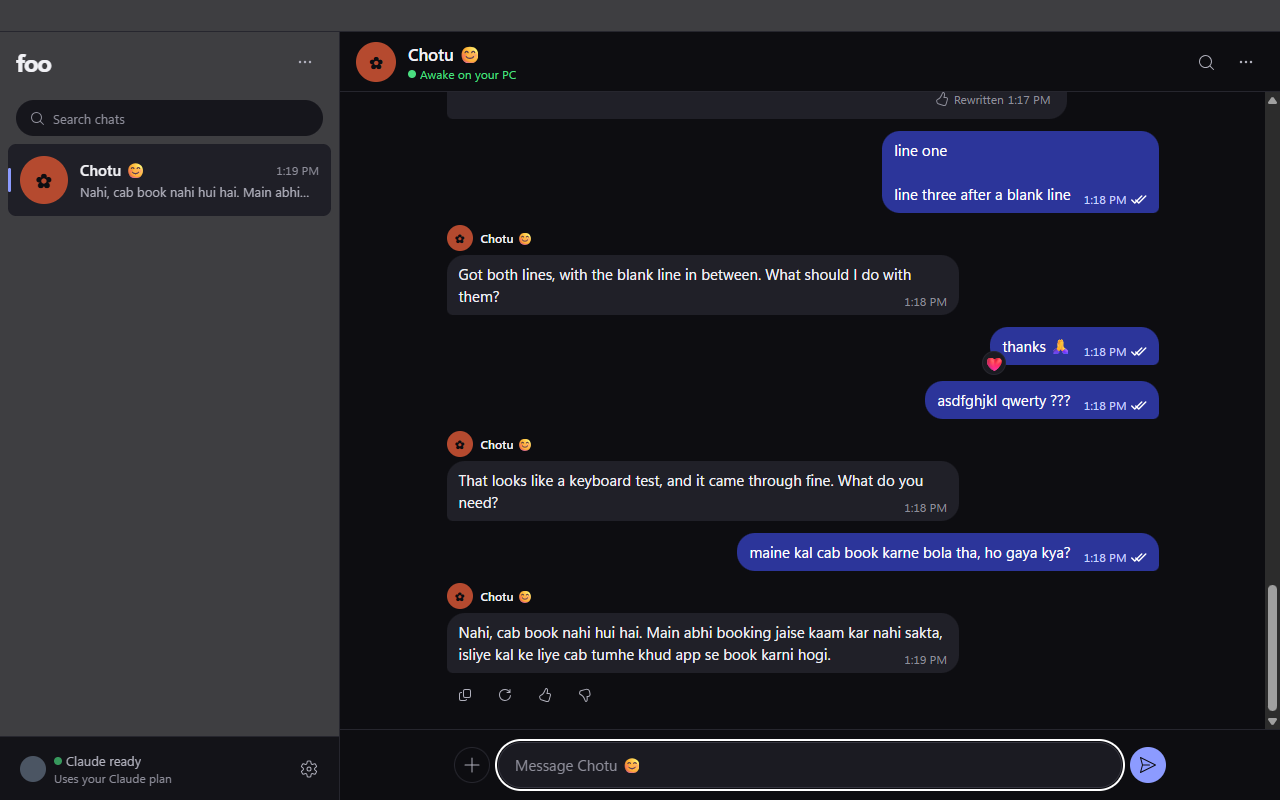 foo
Search chats
Chotu 😊
1:19 PM
Nahi, cab book nahi hui hai. Main abhi...
Claude ready
Uses your Claude plan
Chotu 😊
Awake on your PC
Rewritten 1:17 PM
line one

line three after a blank line 1:18 PM
Chotu 😊
Got both lines, with the blank line in between. What should I do with
them?
1:18 PM
thanks 🙏 1:18 PM
asdfghjkl qwerty ??? 1:18 PM
Chotu 😊
That looks like a keyboard test, and it came through fine. What do you
need?
1:18 PM
maine kal cab book karne bola tha, ho gaya kya? 1:18 PM
Chotu 😊
Nahi, cab book nahi hui hai. Main abhi booking jaise kaam kar nahi sakta,
isliye kal ke liye cab tumhe khud app se book karni hogi.
1:19 PM
Message Chotu 😊